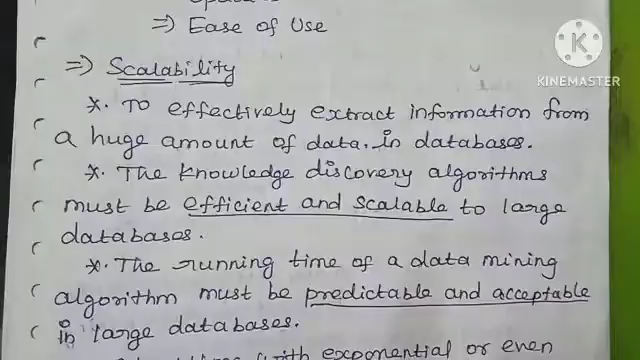 ⇒ Ease of Use
⇒ Scalability
KINEMASTER
*. To effectively extract information from
a huge amount of data, in databases.
*. The knowledge discovery algorithms
must be efficient and scalable to large
databases.
*. The running time of a data mining
algorithm must be predictable and acceptable
in large databases.
with exponential or even